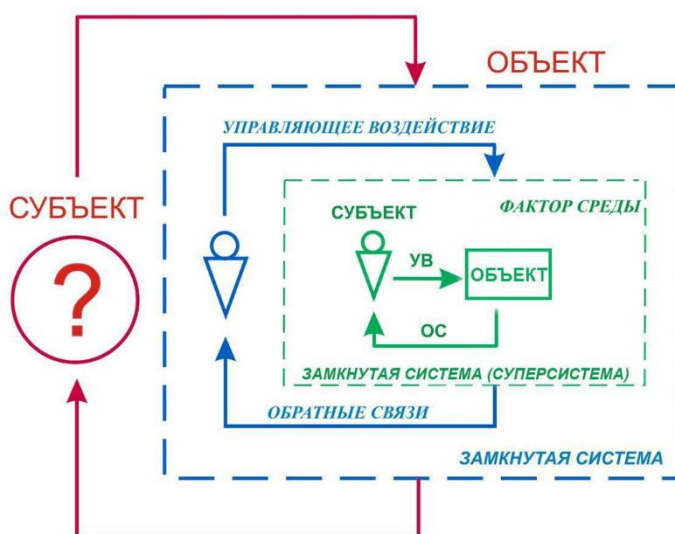 ОБЪЕКТ
УПРАВЛЯЮЩЕЕ ВОЗДЕЙСТВИЕ
СУБЪЕКТ
?
ФАКТОР СРЕДЫ
СУБЪЕКТ
УВ
ОБЪЕКТ
ОС
ЗАМКНУТАЯ СИСТЕМА (СУПЕРСИСТЕМА)
ОБРАТНЫЕ СВЯЗИ
ЗАМКНУТАЯ СИСТЕМА